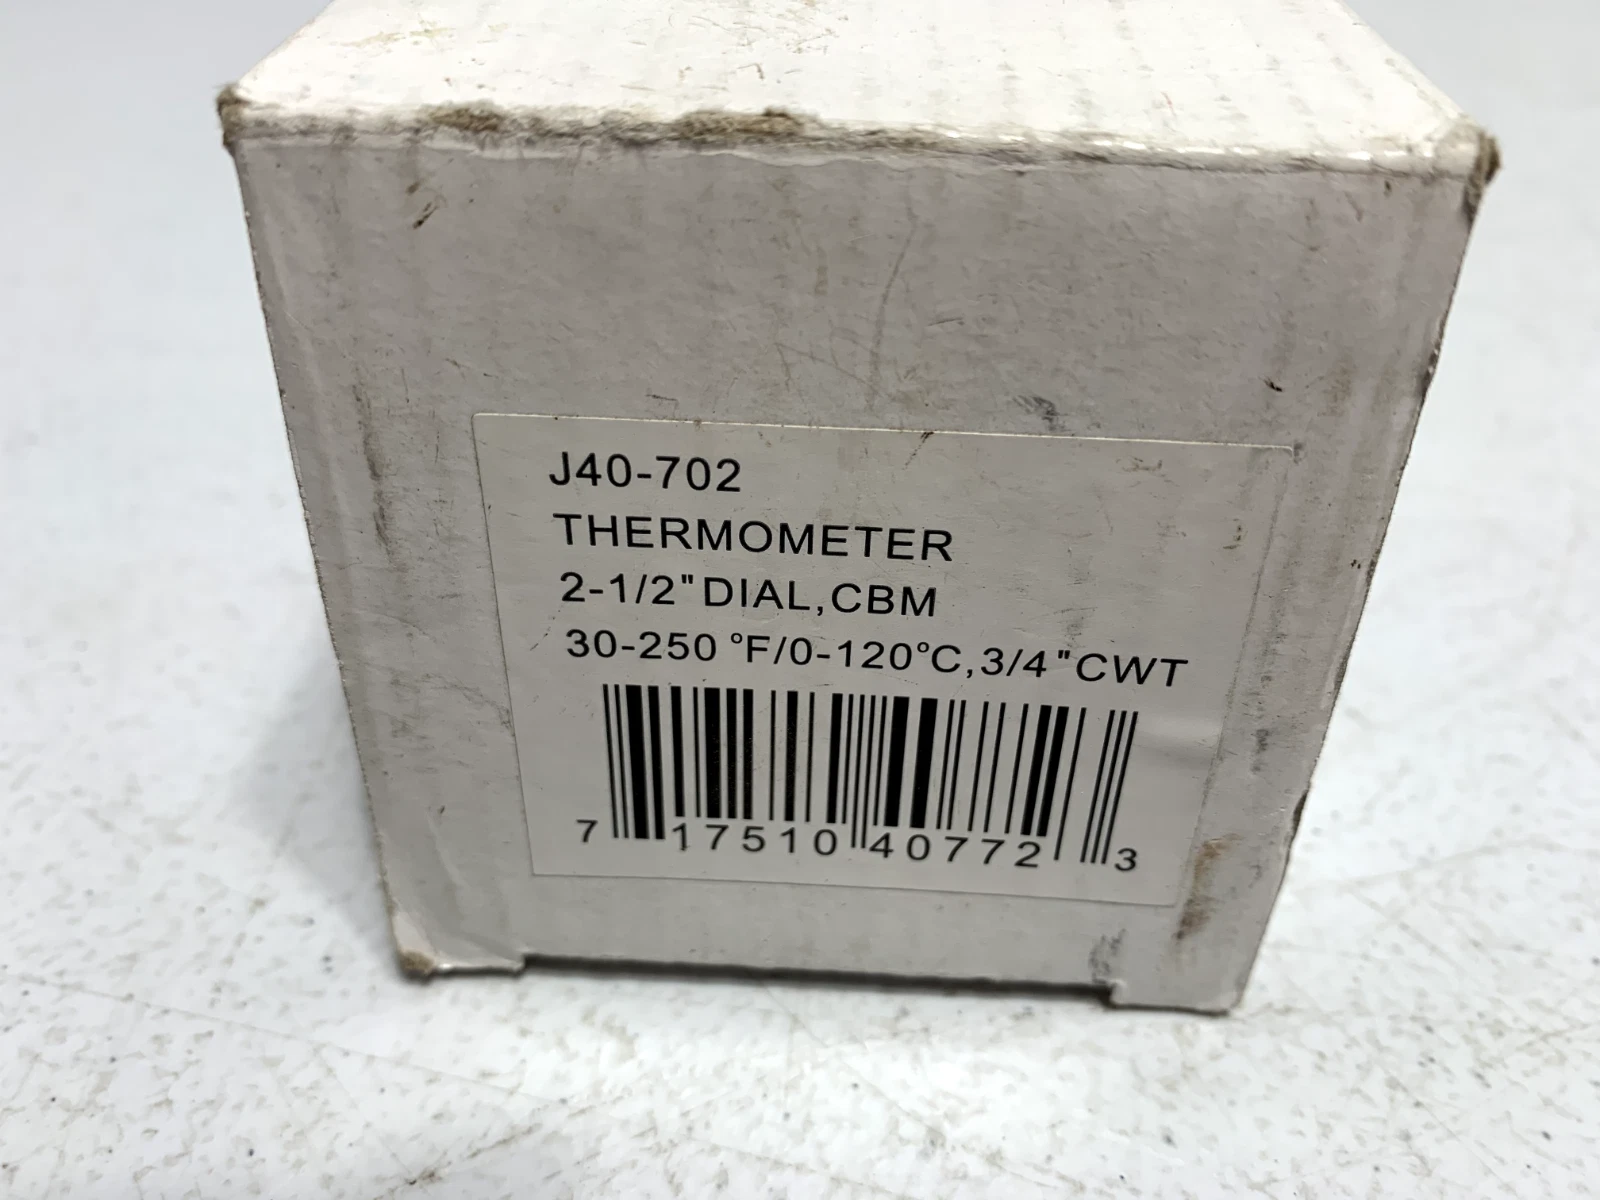 J40-702
THERMOMETER
2-1/2"DIAL,CBM
30-250 °F/0-120°C,3/4"CWT
7 17510 40772 3